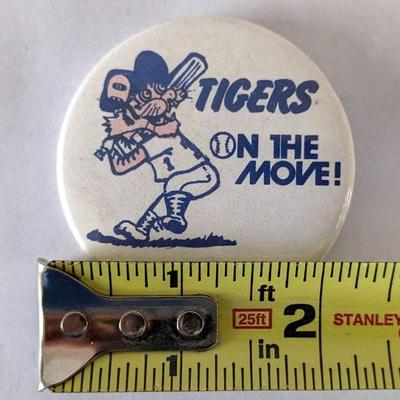 TIGERS
ON THE
MOVE!
1 ft 2
25ft STANLEY
1 in